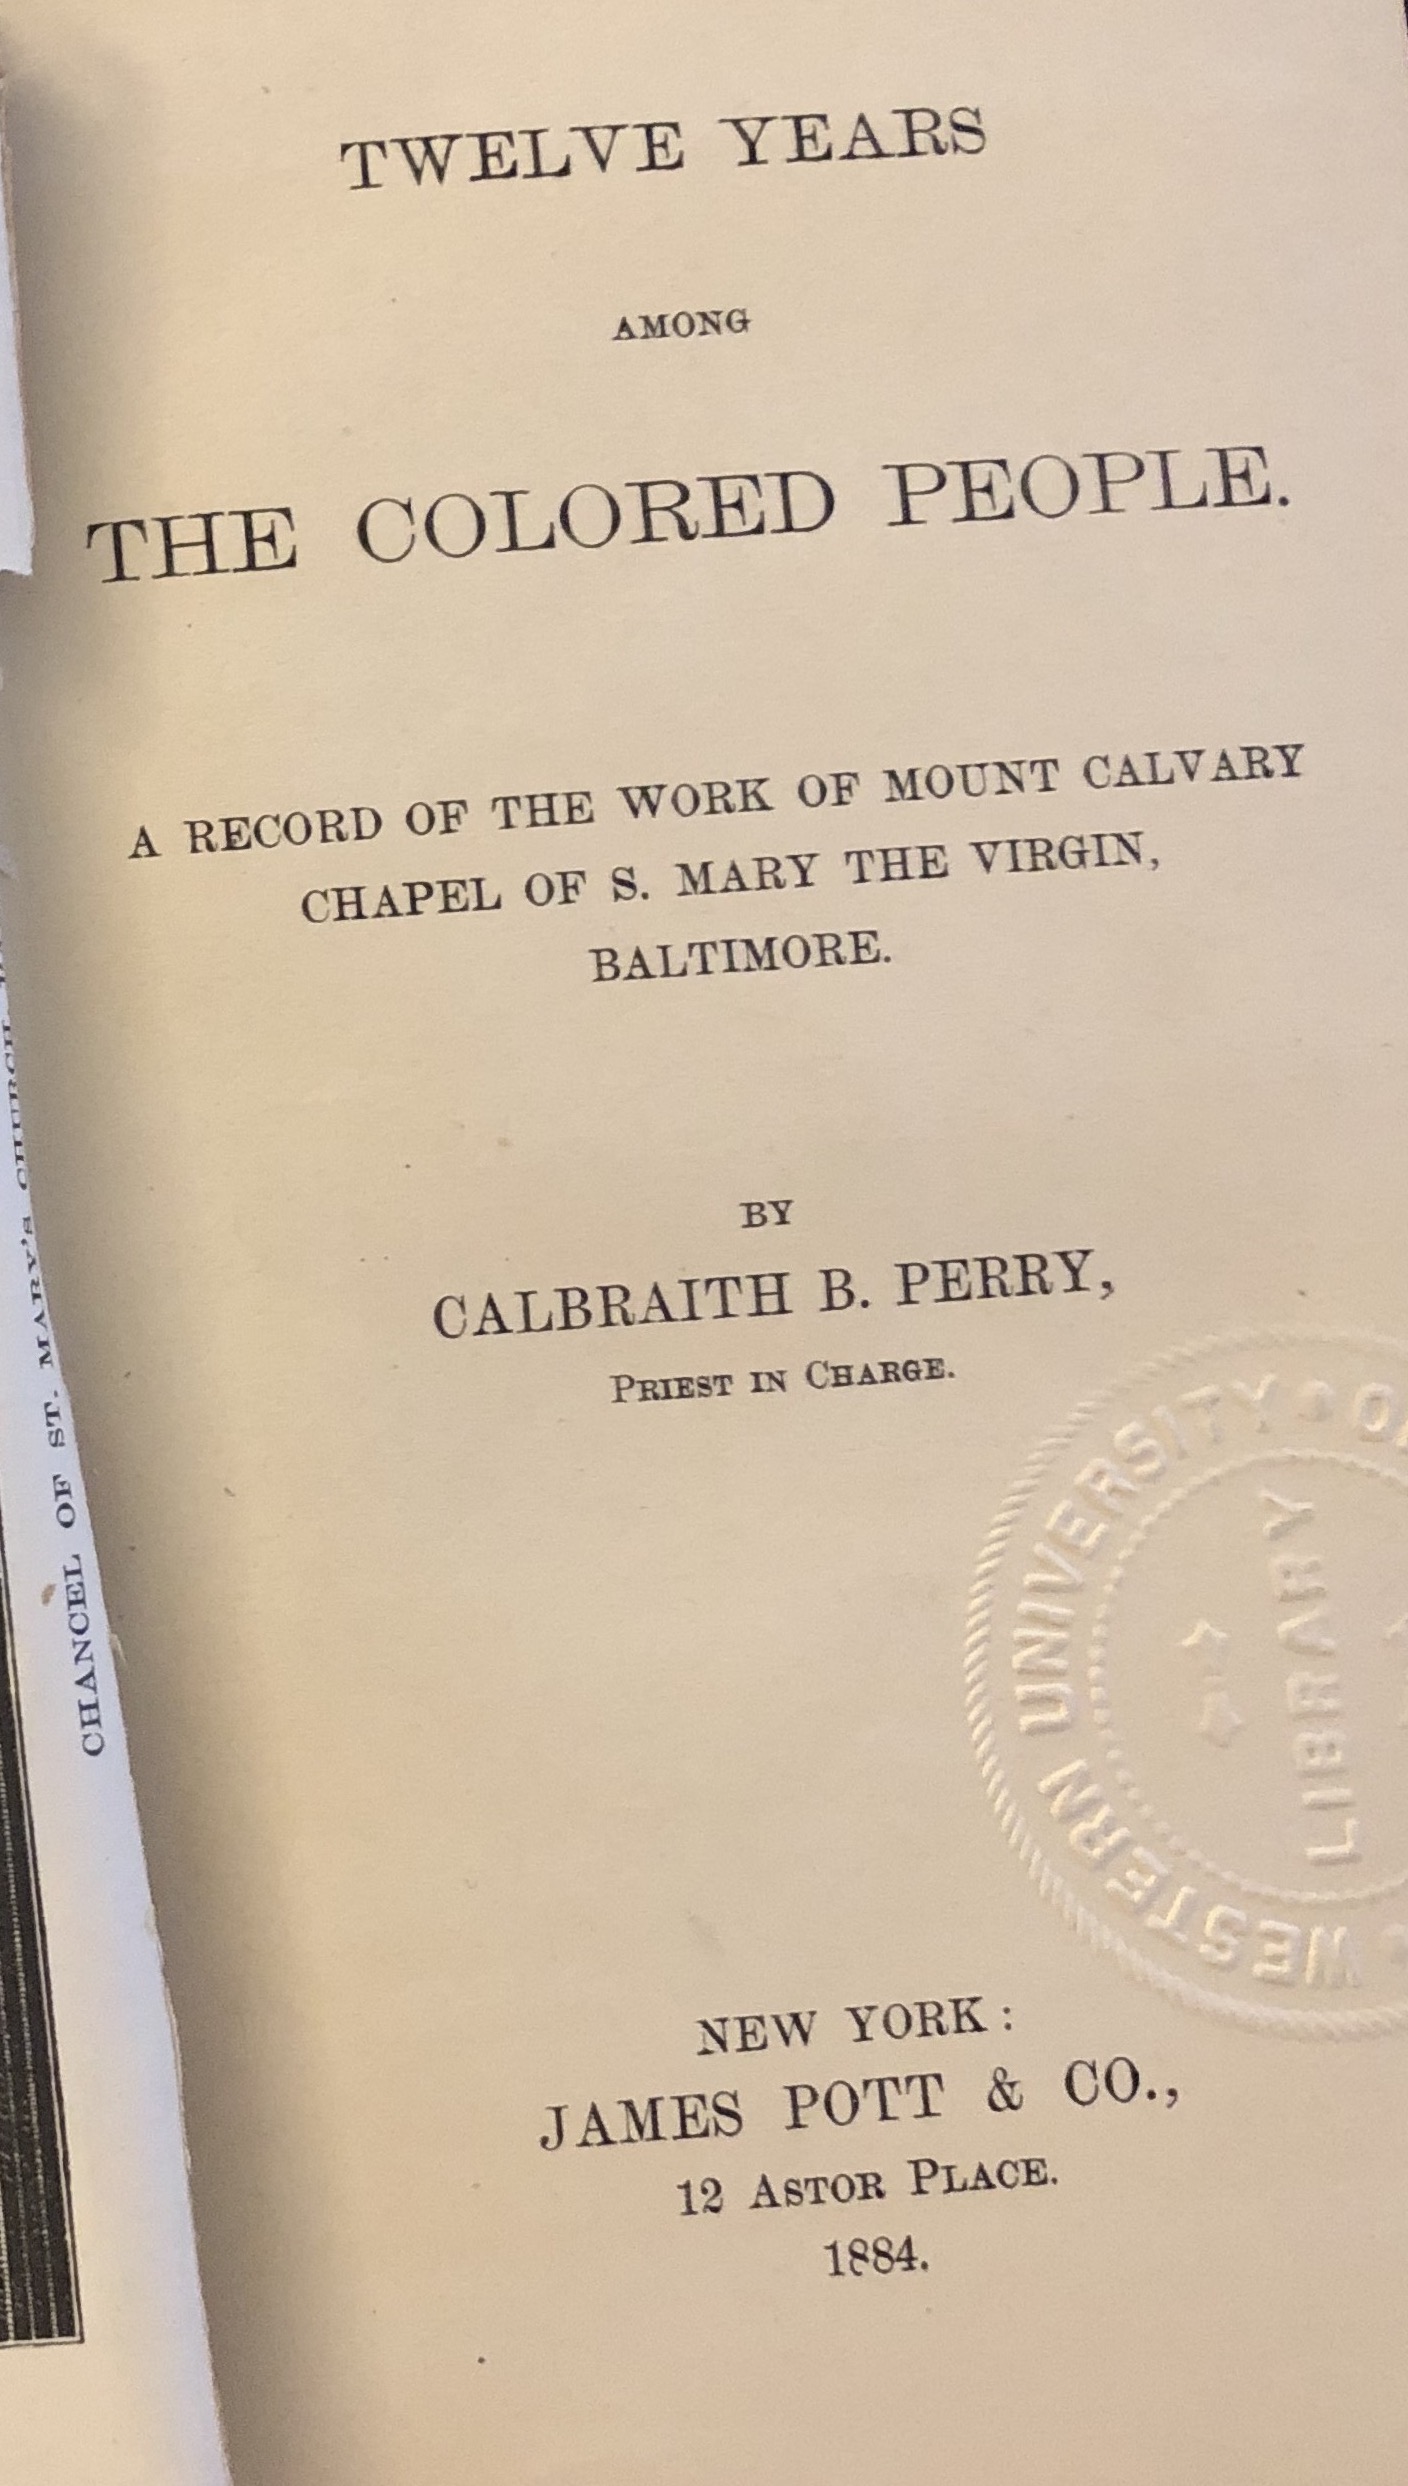 TWELVE YEARS
AMONG
THE COLORED PEOPLE.
A RECORD OF THE WORK OF MOUNT CALVARY
CHAPEL OF S. MARY THE VIRGIN,
BALTIMORE.
BY
CALBRAITH B. PERRY,
PRIEST IN CHARGE.
NEW YORK:
JAMES POTT & CO.,
12 ASTOR PLACE.
1884.
CHANCEL OF ST. MARY'S CHURCH
WESTERN UNIVERSITY
LIBRARY